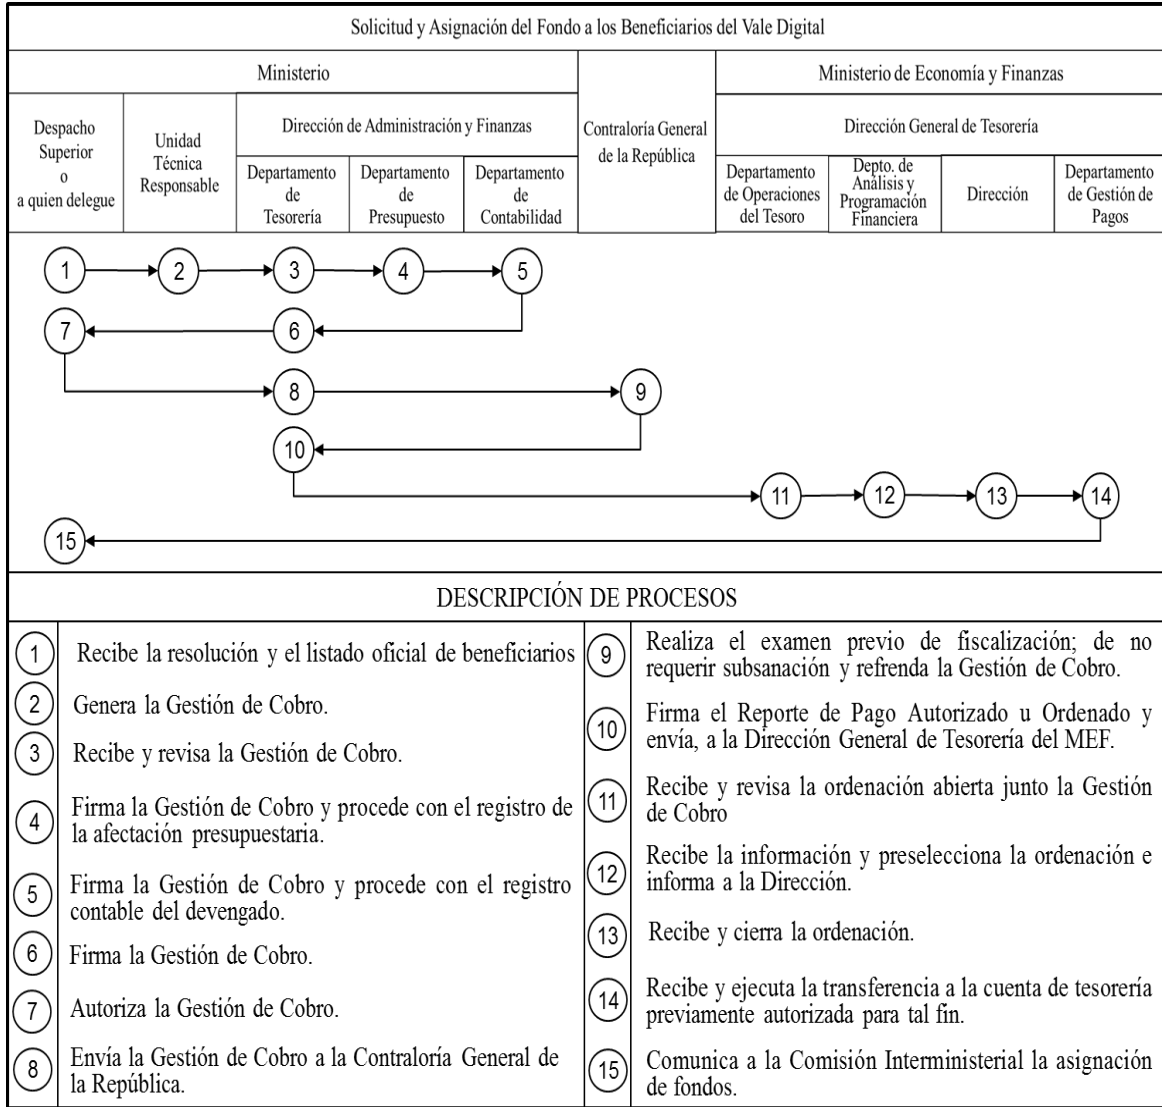 Solicitud y Asignación del Fondo a los Beneficiarios del Vale Digital
Ministerio
Contraloría General
de la República
Ministerio de Economía y Finanzas
Despacho
Superior
o
a quien delegue
Unidad
Técnica
Responsable
Dirección de Administración y Finanzas
Departamento
de
Tesorería
Departamento
de
Presupuesto
Departamento
de
Contabilidad
Dirección General de Tesorería
Departamento
de Operaciones
del Tesoro
Depto. de
Análisis y
Programación
Financiera
Dirección
Departamento
de Gestión de
Pagos
1
2
3
4
5
7
6
8
9
10
11
12
13
14
15
DESCRIPCIÓN DE PROCESOS
1 Recibe la resolución y el listado oficial de beneficiarios
2 Genera la Gestión de Cobro.
3 Recibe y revisa la Gestión de Cobro.
4 Firma la Gestión de Cobro y procede con el registro de
la afectación presupuestaria.
5 Firma la Gestión de Cobro y procede con el registro
contable del devengado.
6 Firma la Gestión de Cobro.
7 Autoriza la Gestión de Cobro.
8 Envía la Gestión de Cobro a la Contraloría General de
la República.
9 Realiza el examen previo de fiscalización; de no
requerir subsanación y refrenda la Gestión de Cobro.
10 Firma el Reporte de Pago Autorizado u Ordenado y
envía, a la Dirección General de Tesorería del MEF.
11 Recibe y revisa la ordenación abierta junto la Gestión
de Cobro
12 Recibe la información y preselecciona la ordenación e
informa a la Dirección.
13 Recibe y cierra la ordenación.
14 Recibe y ejecuta la transferencia a la cuenta de tesorería
previamente autorizada para tal fin.
15 Comunica a la Comisión Interministerial la asignación
de fondos.